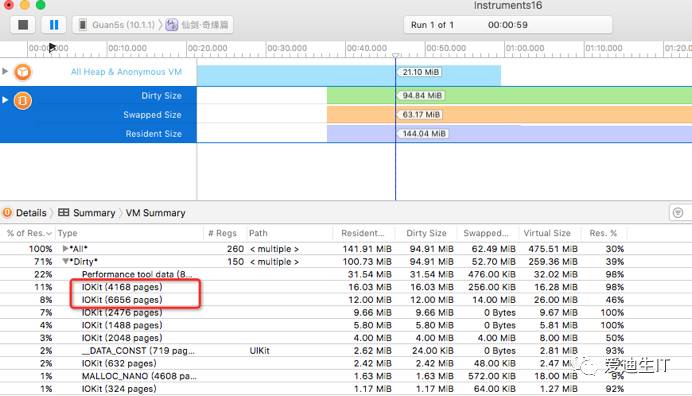 Instruments16
Guan5s (10.1.1) 仙剑·奇缘篇 Run 1 of 1 00:00:59
00:00.000 00:10.000 00:20.000 00:30.000 00:40.000 00:50.000 01:00.000 01:10.000 01:20.000
All Heap & Anonymous VM 21.10 MiB
Dirty Size 94.84 MiB
Swapped Size 63.17 MiB
Resident Size 144.04 MiB
Details Summary VM Summary
% of Res. Type # Regs Path Resident... Dirty Size Swapped... Virtual Size Res. %
100% *All* 260 < multiple > 141.91 MiB 94.91 MiB 62.49 MiB 475.51 MiB 30%
71% *Dirty* 150 < multiple > 100.73 MiB 94.91 MiB 52.70 MiB 259.36 MiB 39%
22% Performance tool data (8... 31.54 MiB 31.54 MiB 476.00 KiB 32.02 MiB 98%
11% IOKit (4168 pages) 16.03 MiB 16.03 MiB 256.00 KiB 16.28 MiB 98%
8% IOKit (6656 pages) 12.00 MiB 12.00 MiB 14.00 MiB 26.00 MiB 46%
7% IOKit (2476 pages) 9.66 MiB 9.66 MiB 0 Bytes 9.67 MiB 100%
4% IOKit (1488 pages) 5.80 MiB 5.80 MiB 0 Bytes 5.81 MiB 100%
3% IOKit (2048 pages) 4.00 MiB 4.00 MiB 4.00 MiB 8.00 MiB 50%
2% __DATA_CONST (719 pag... UIKit 2.62 MiB 24.00 KiB 0 Bytes 2.81 MiB 93%
2% IOKit (632 pages) 2.42 MiB 2.42 MiB 48.00 KiB 2.47 MiB
1% MALLOC_NANO (4608 pa... 1.69 MiB 1.69 MiB 572.00 KiB 18.00 MiB 9%
1% IOKit (324 pages) 1.17 MiB 1.17 MiB 64.00 KiB 1.27 MiB 92%
爱迪生IT